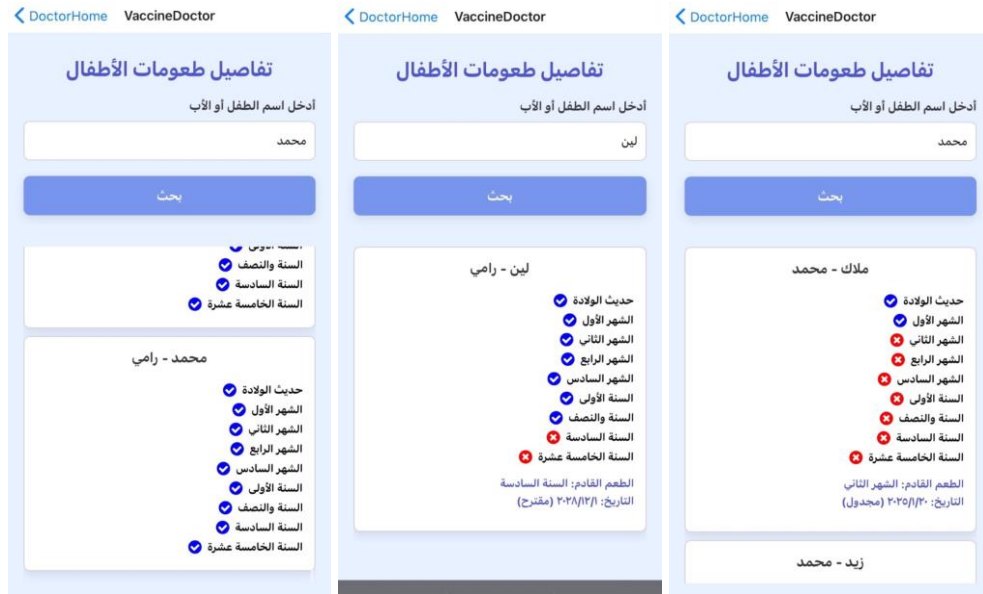 DoctorHome VaccineDoctor
تفاصيل طعومات الأطفال
أدخل اسم الطفل أو الأب
محمد
بحث
السنة الأولى
السنة والنصف
السنة السادسة
السنة الخامسة عشرة
محمد - رامي
حديث الولادة
الشهر الأول
الشهر الثاني
الشهر الرابع
الشهر السادس
السنة الأولى
السنة والنصف
السنة السادسة
السنة الخامسة عشرة
DoctorHome VaccineDoctor
تفاصيل طعومات الأطفال
أدخل اسم الطفل أو الأب
لين
بحث
لين - رامي
حديث الولادة
الشهر الأول
الشهر الثاني
الشهر الرابع
الشهر السادس
السنة الأولى
السنة والنصف
السنة السادسة
السنة الخامسة عشرة
الطعم القادم: السنة السادسة
التاريخ: ٢٠٢٨/١٢/١ (مقترح)
DoctorHome VaccineDoctor
تفاصيل طعومات الأطفال
أدخل اسم الطفل أو الأب
محمد
بحث
ملاك - محمد
حديث الولادة
الشهر الأول
الشهر الثاني
الشهر الرابع
الشهر السادس
السنة الأولى
السنة والنصف
السنة السادسة
السنة الخامسة عشرة
الطعم القادم: الشهر الثاني
التاريخ: ٢٠٢٥/١/٢٠ (مجدول)
زيد - محمد